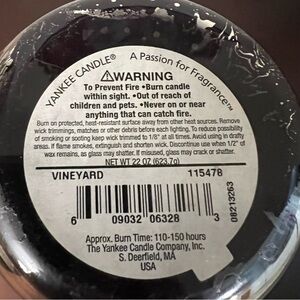 YANKEE CANDLE® A Passion for Fragrance™
⚠WARNING
To Prevent Fire •Burn candle
within sight. •Out of reach of
children and pets. •Never on or near
anything that can catch fire.
Burn on protected, heat-resistant surface away from other heat sources. Remove
wick trimmings, matches or other debris before each lighting. To reduce possibility
of smoking or sooting keep wick trimmed to 1/8" at all times. Avoid burning in drafty
areas. If flame smokes, extinguish and shorten wick. Discontinue use when 1/2" of
wax remains, as glass may shatter. If misused, glass may crack or shatter.
NET WT 22 OZ (623.7g)
VINEYARD 115478
6 09032 06328 3
08213263
Approx. Burn Time: 110-150 hours
The Yankee Candle Company, Inc.
S. Deerfield, MA
USA